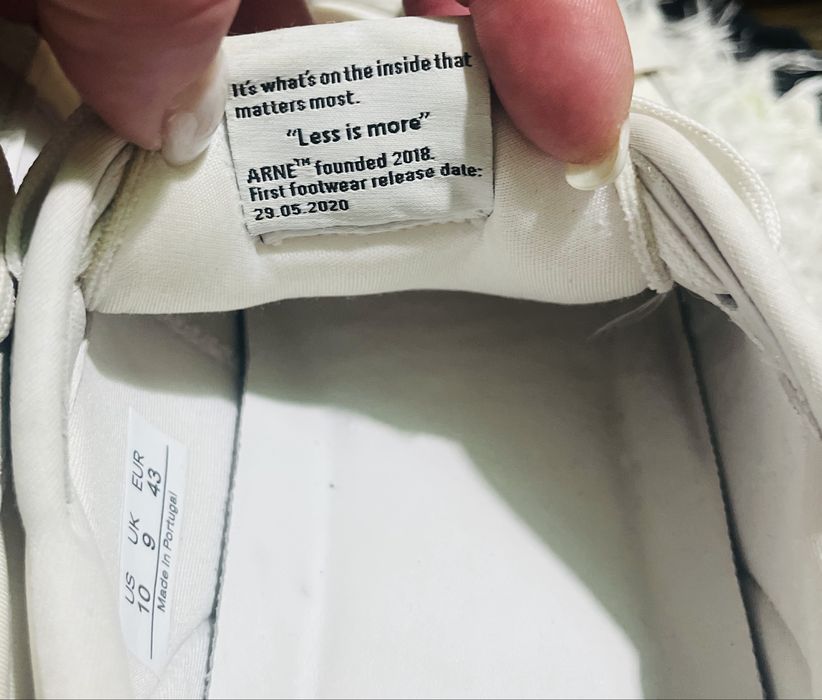 It's what's on the inside that
matters most.
"Less is more"
ARNE™ founded 2018.
First footwear release date:
29.05.2020
US UK EUR
10 9 43
Made In Portugal